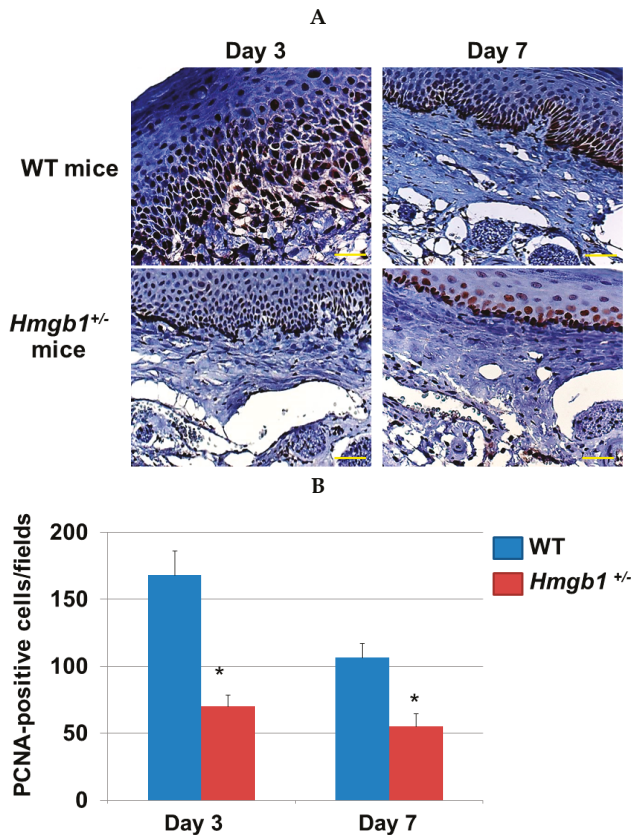 A
Day 3 Day 7
WT mice
Hmgb1+/-
mice
B
PCNA-positive cells/fields
200
150
100
50
0
*
*
Day 3 Day 7
WT
Hmgb1 +/-